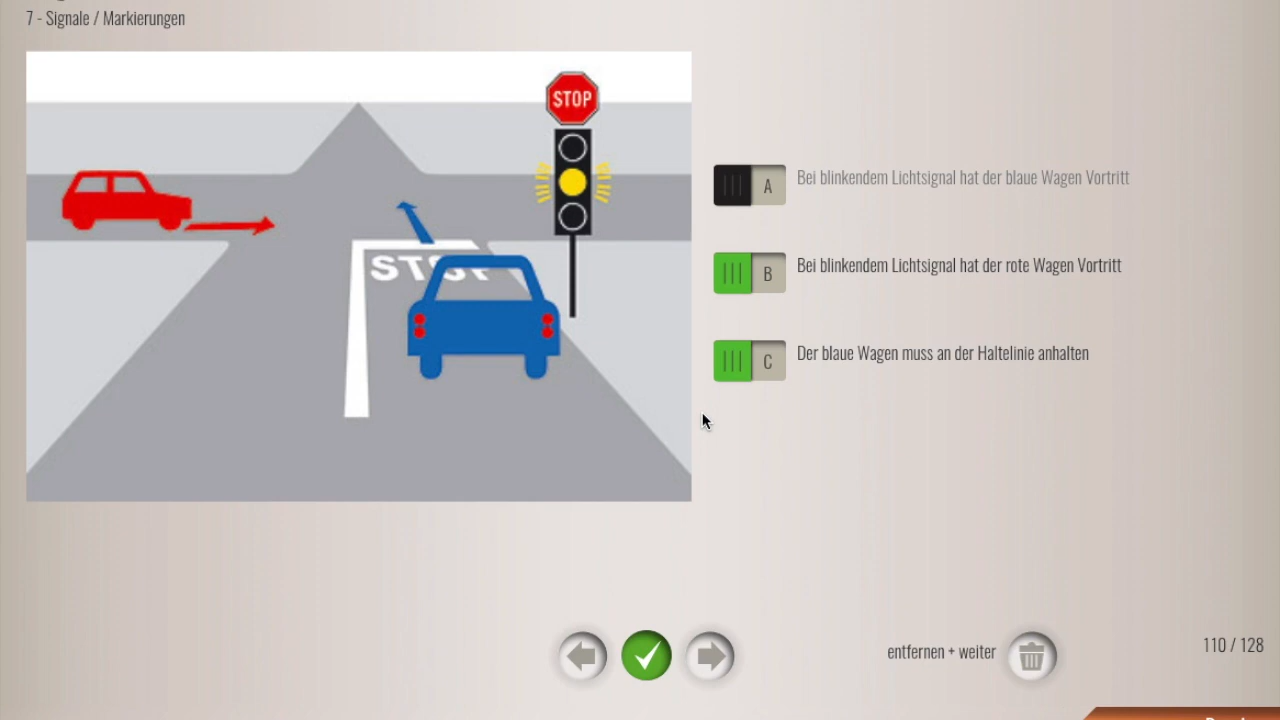 7 - Signale / Markierungen
STOP
A
Bei blinkendem Lichtsignal hat der blaue Wagen Vortritt
B
Bei blinkendem Lichtsignal hat der rote Wagen Vortritt
STOP
C
Der blaue Wagen muss an der Haltelinie anhalten
entfernen + weiter
110 / 128